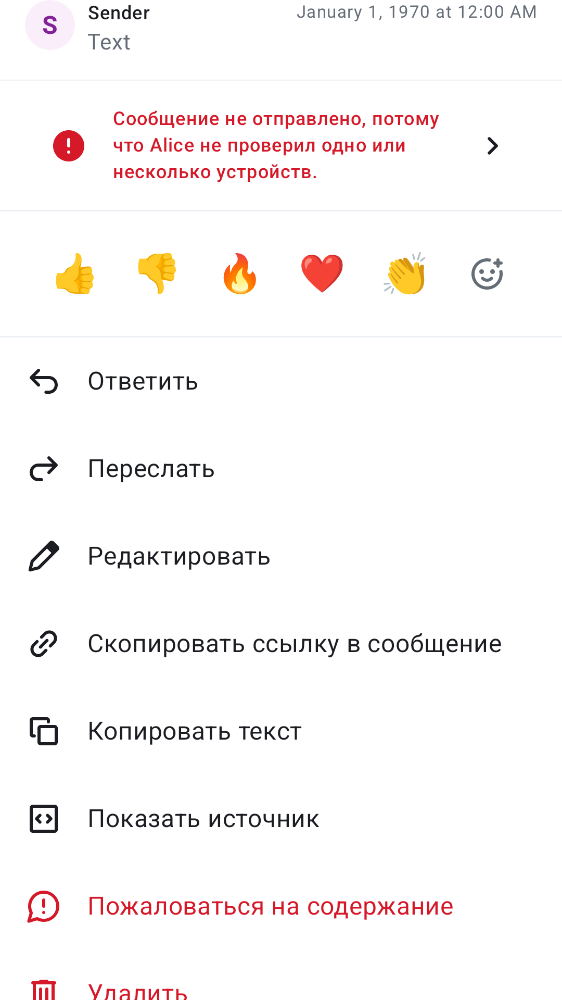 S
Sender
January 1, 1970 at 12:00 AM
Text
Сообщение не отправлено, потому
что Alice не проверил одно или
несколько устройств.
Ответить
Переслать
Редактировать
Скопировать ссылку в сообщение
Копировать текст
Показать источник
Пожаловаться на содержание
Удалить